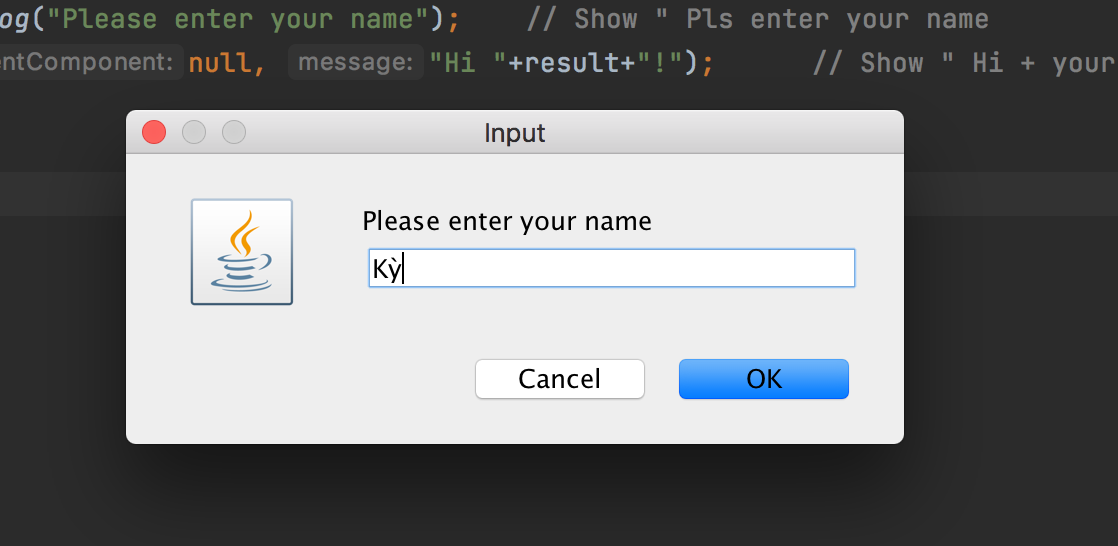 og("Please enter your name");    // Show " Pls enter your name
entComponent: null,  message: "Hi "+result+"!");      // Show " Hi + your
Input
Please enter your name
Kỳ
Cancel OK